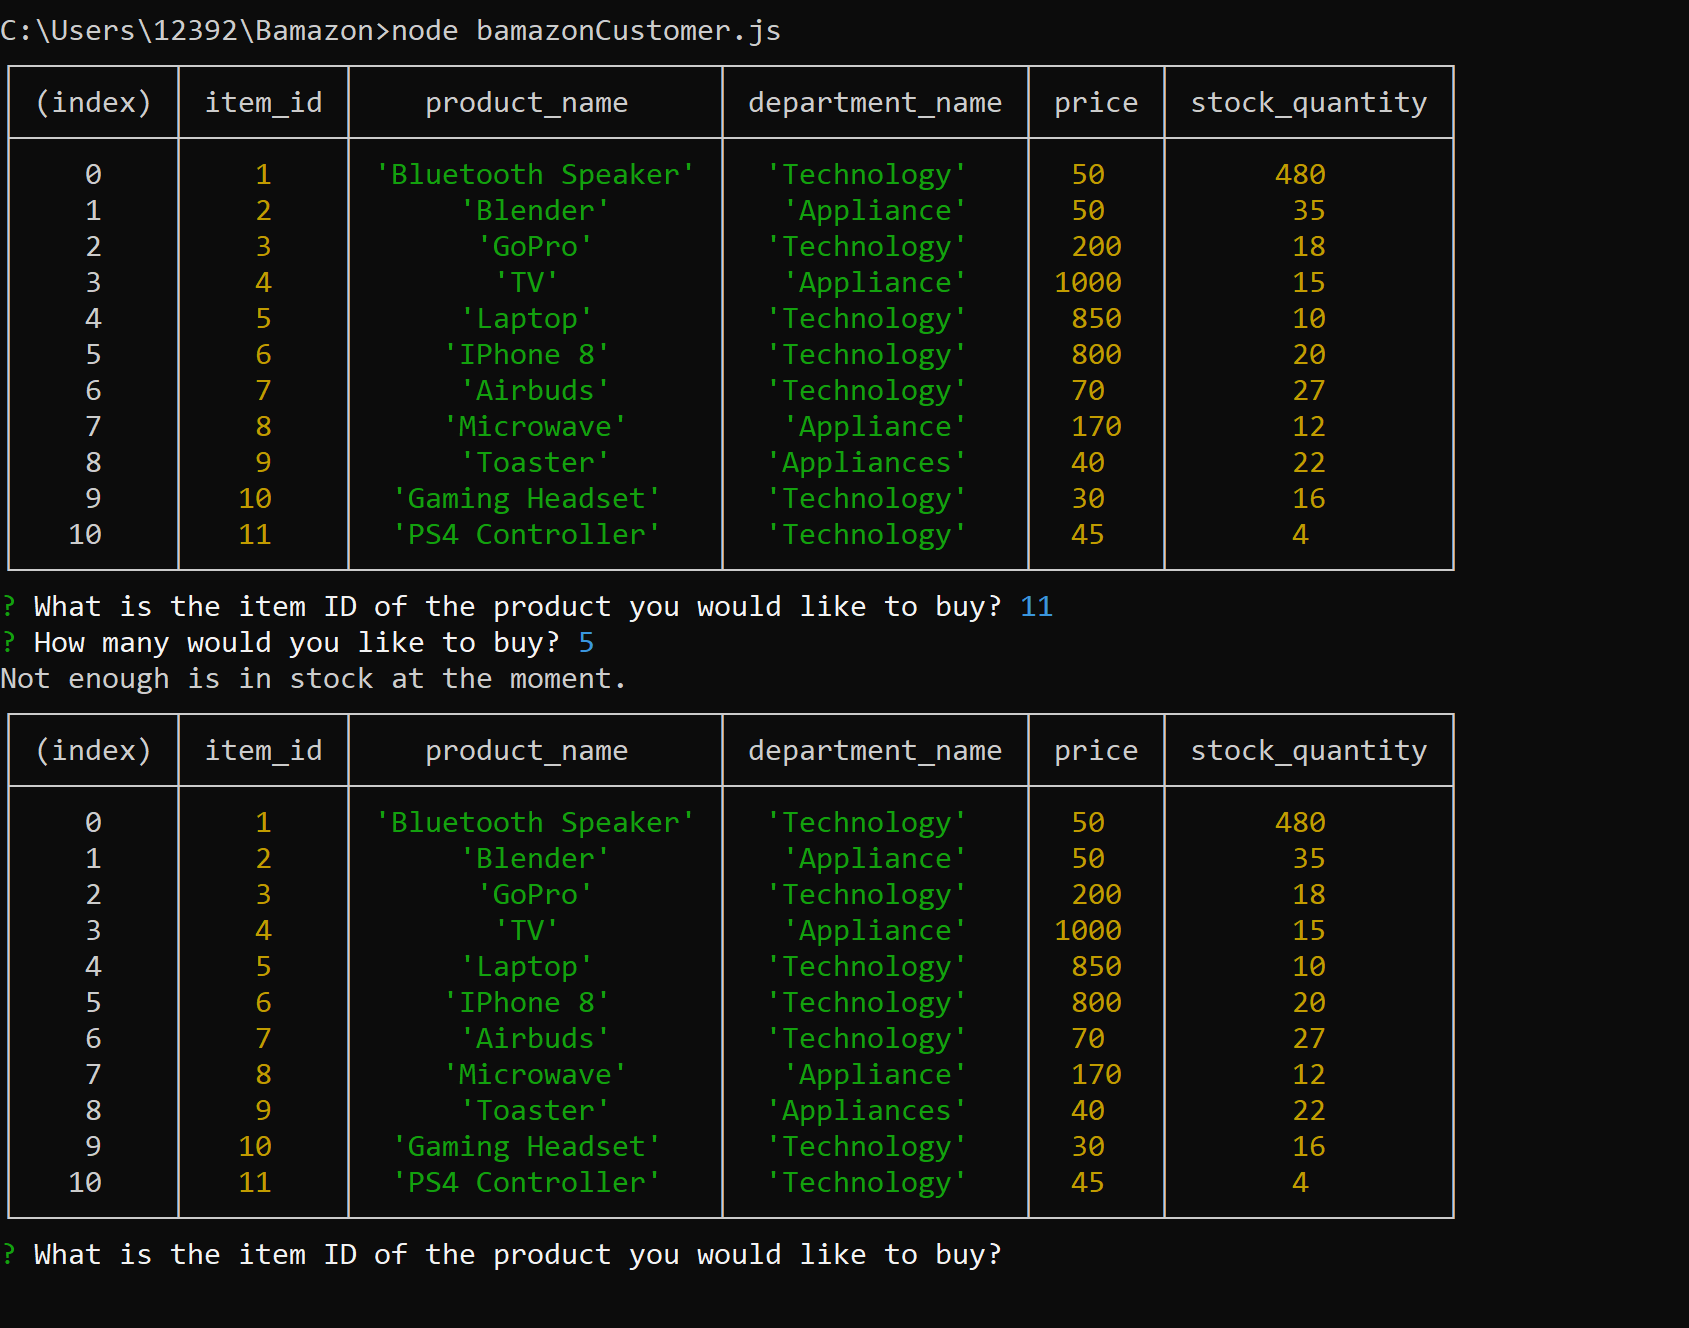 C:\Users\12392\Bamazon>node bamazonCustomer.js
(index) item_id product_name department_name price stock_quantity
0 1 'Bluetooth Speaker' 'Technology' 50 480
1 2 'Blender' 'Appliance' 50 35
2 3 'GoPro' 'Technology' 200 18
3 4 'TV' 'Appliance' 1000 15
4 5 'Laptop' 'Technology' 850 10
5 6 'IPhone 8' 'Technology' 800 20
6 7 'Airbuds' 'Technology' 70 27
7 8 'Microwave' 'Appliance' 170 12
8 9 'Toaster' 'Appliances' 40 22
9 10 'Gaming Headset' 'Technology' 30 16
10 11 'PS4 Controller' 'Technology' 45 4
? What is the item ID of the product you would like to buy? 11
? How many would you like to buy? 5
Not enough is in stock at the moment.
(index) item_id product_name department_name price stock_quantity
0 1 'Bluetooth Speaker' 'Technology' 50 480
1 2 'Blender' 'Appliance' 50 35
2 3 'GoPro' 'Technology' 200 18
3 4 'TV' 'Appliance' 1000 15
4 5 'Laptop' 'Technology' 850 10
5 6 'IPhone 8' 'Technology' 800 20
6 7 'Airbuds' 'Technology' 70 27
7 8 'Microwave' 'Appliance' 170 12
8 9 'Toaster' 'Appliances' 40 22
9 10 'Gaming Headset' 'Technology' 30 16
10 11 'PS4 Controller' 'Technology' 45 4
? What is the item ID of the product you would like to buy?